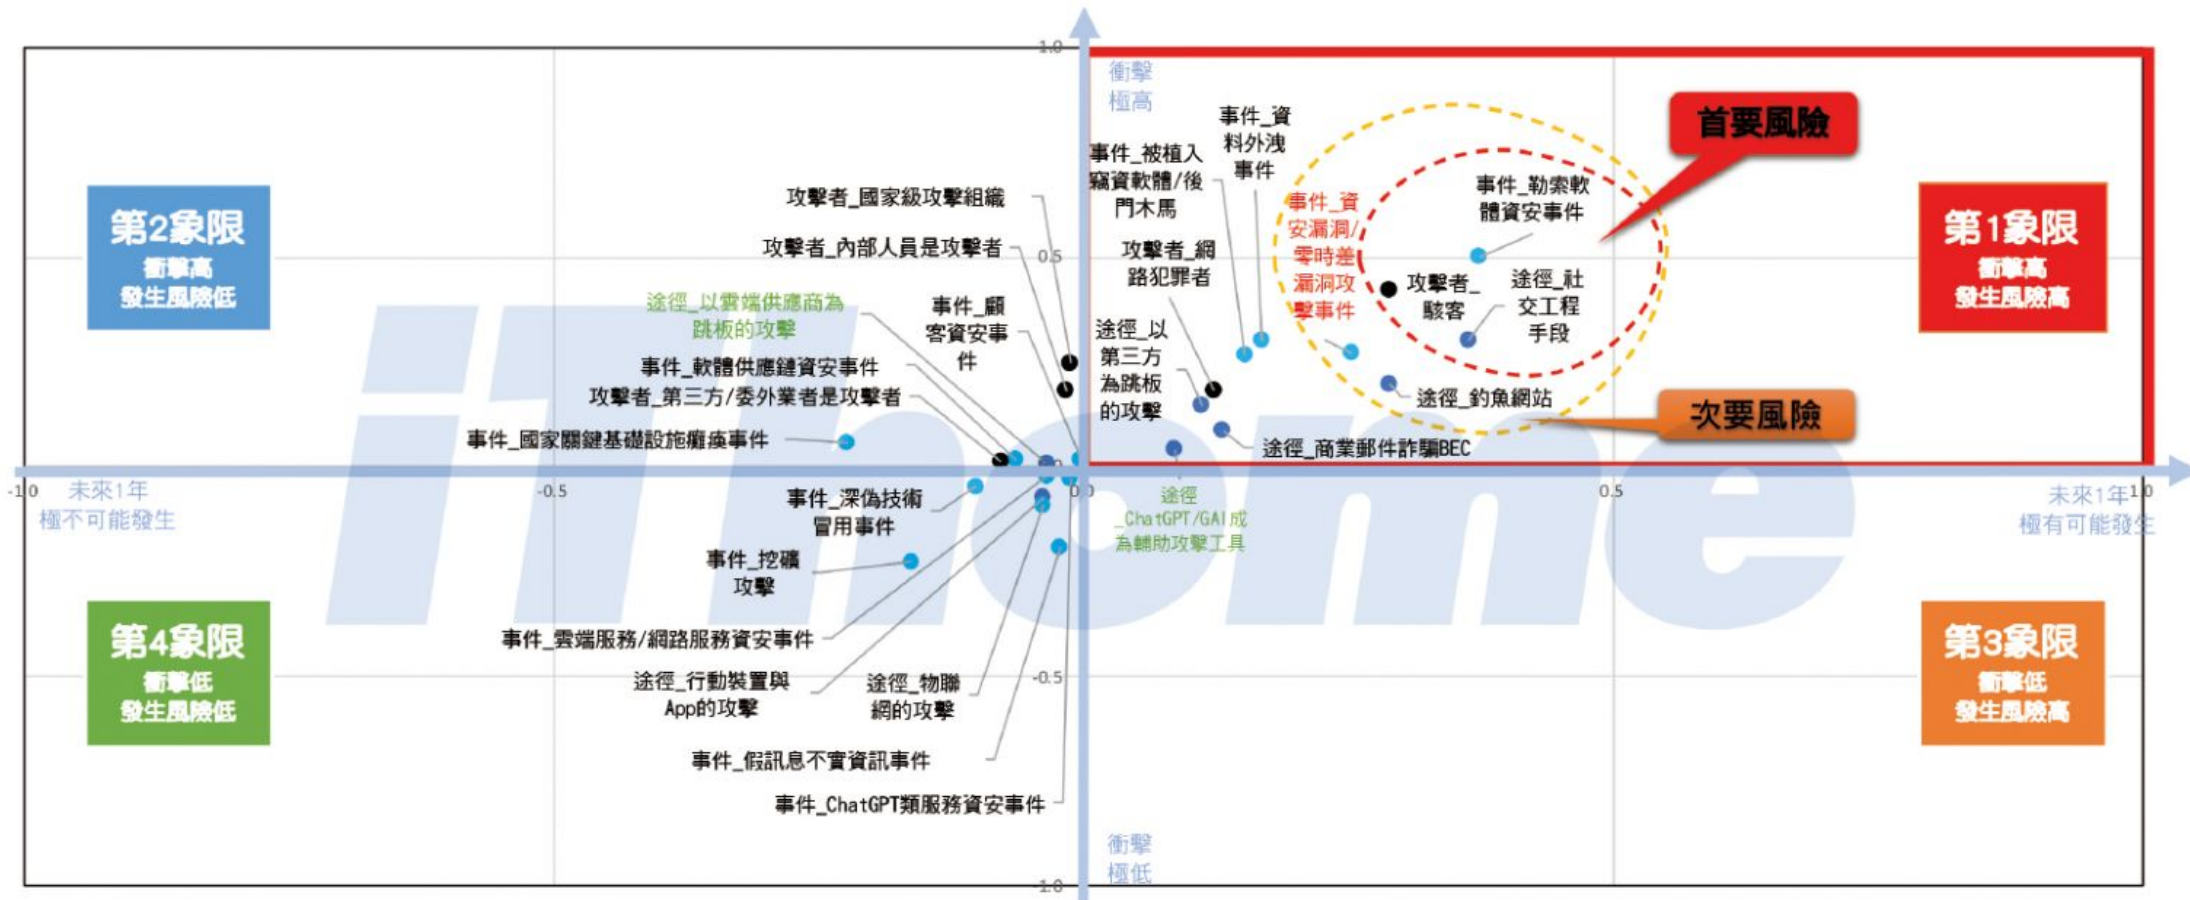 1.0
衝擊
極高
首要風險
事件_資
料外洩
事件
事件_被植入
竊資軟體/後
門木馬
攻擊者_國家級攻擊組織
事件_勒索軟
體資安事件
事件_資
安漏洞/
零時差
漏洞攻
擊事件
第2象限
衝擊高
發生風險低
第1象限
衝擊高
發生風險高
攻擊者_內部人員是攻擊者
0.5
攻擊者_網
路犯罪者
攻擊者_
駭客
途徑_社
交工程
手段
途徑_以雲端供應商為
跳板的攻擊
事件_顧
客資安事
件
途徑_以
第三方
為跳板
的攻擊
事件_軟體供應鏈資安事件
攻擊者_第三方/委外業者是攻擊者
途徑_釣魚網站
次要風險
事件_國家關鍵基礎設施癱瘓事件
途徑_商業郵件詐騙BEC
iThome
-1.0
未來1年
極不可能發生
-0.5
0.0
0.5
未來1年
極有可能發生
1.0
事件_深偽技術
冒用事件
途徑
_ChatGPT/GAI成
為輔助攻擊工具
事件_挖礦
攻擊
第4象限
衝擊低
發生風險低
第3象限
衝擊低
發生風險高
事件_雲端服務/網路服務資安事件
-0.5
途徑_行動裝置與
App的攻擊
途徑_物聯
網的攻擊
事件_假訊息不實資訊事件
事件_ChatGPT類服務資安事件
衝擊
極低
-1.0